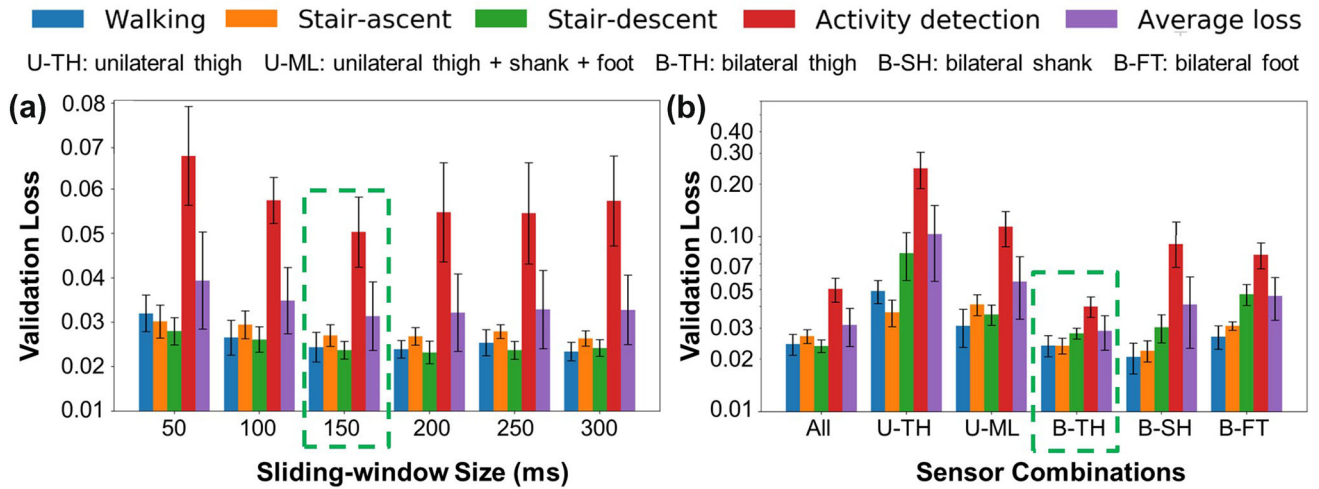 Walking Stair-ascent Stair-descent Activity detection Average loss
U-TH: unilateral thigh U-ML: unilateral thigh + shank + foot B-TH: bilateral thigh B-SH: bilateral shank B-FT: bilateral foot
(a)
Validation Loss
0.08
0.07
0.06
0.05
0.04
0.03
0.02
0.01
50 100 150 200 250 300
Sliding-window Size (ms)
(b)
Validation Loss
0.40
0.30
0.20
0.10
0.07
0.05
0.03
0.02
0.01
All U-TH U-ML B-TH B-SH B-FT
Sensor Combinations